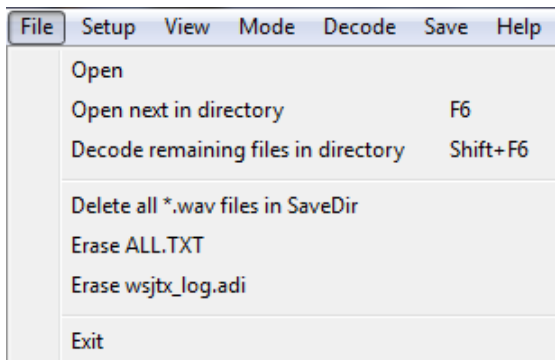 File Setup View Mode Decode Save Help
Open
Open next in directory F6
Decode remaining files in directory Shift+F6
Delete all *.wav files in SaveDir
Erase ALL.TXT
Erase wsjtx_log.adi
Exit